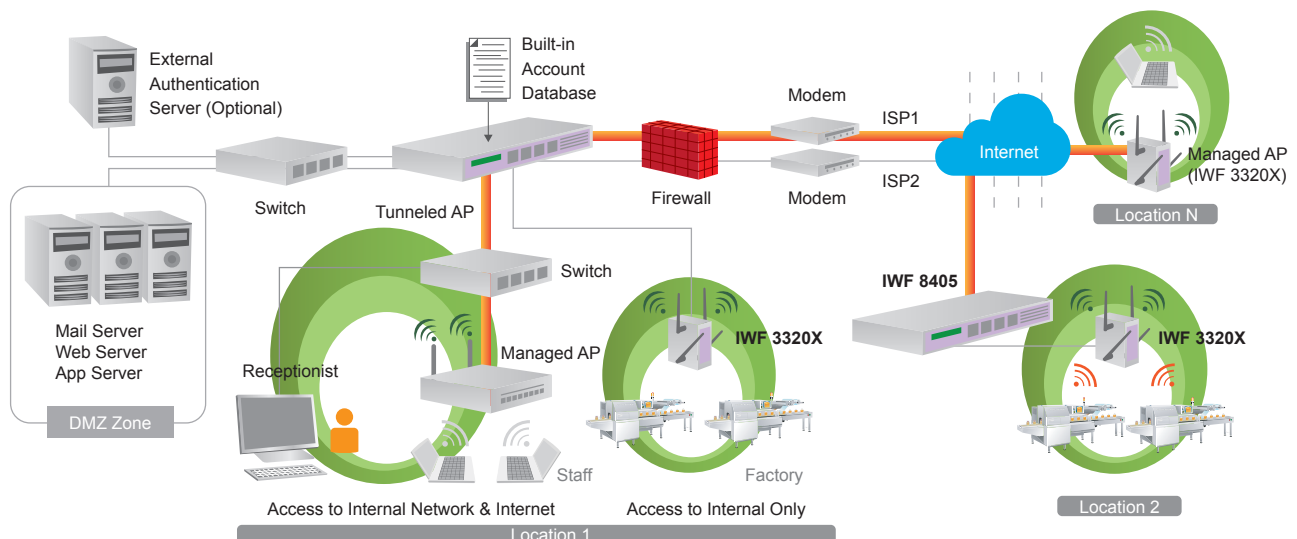 External
Authentication
Server (Optional)
Built-in
Account
Database
Modem
ISP1
Internet
Managed AP
(IWF 3320X)
Location N
Switch
Tunneled AP
Firewall
Modem
ISP2
Switch
IWF 8405
Mail Server
Web Server
App Server
DMZ Zone
Receptionist
Managed AP
IWF 3320X
IWF 3320X
Staff
Factory
Access to Internal Network & Internet
Access to Internal Only
Location 2
Location 1